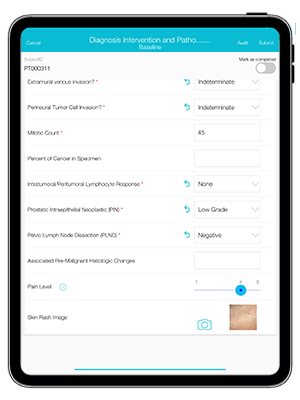 Cancel
Diagnosis Intervention and Patho.......
Baseline
Audit
Submit
SubjectID
PT000311
Mark as completed
Extramural venous invasion? *
Indeterminate
Perineural Tumor Cell Invasion? *
Indeterminate
Mitotic Count *
45
Percent of Cancer in Specimen
Intratumoral/Peritumoral Lymphocyte Response *
None
Prostatic Intraepithelial Neoplastic (PIN) *
Low Grade
Pelvic Lymph Node Dissection (PLND) *
Negative
Associated Pre-Malignant Histologic Changes
Pain Level
1
4
5
Skin Rash Image